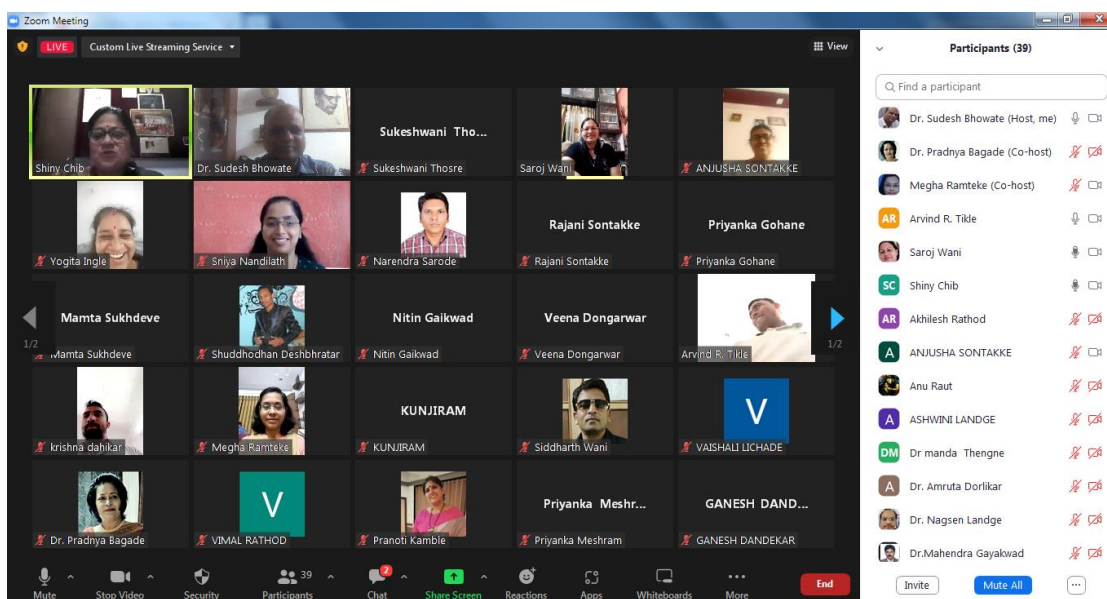 Zoom Meeting
LIVE Custom Live Streaming Service
View
Shiny Chib
Dr. Sudesh Bhowate
Sukeshwani Tho...
Sukeshwani Thosre
Saroj Wani
ANJUSHA SONTAKKE
Yogita Ingle
Sniya Nandilath
Narendra Sarode
Rajani Sontakke
Rajani Sontakke
Priyanka Gohane
Priyanka Gohane
1/2
Mamta Sukhdeve
Mamta Sukhdeve
Shuddhodhan Deshbhratar
Nitin Gaikwad
Nitin Gaikwad
Veena Dongarwar
Veena Dongarwar
Arvind R. Tikle
1/2
krishna dahikar
Megha Ramteke
KUNJIRAM
KUNJIRAM
Siddharth Wani
V
VAISHALI LICHADE
Dr. Pradnya Bagade
V
VIMAL RATHOD
Pranoti Kamble
Priyanka Meshr...
Priyanka Meshram
GANESH DAND...
GANESH DANDEKAR
Mute
Stop Video
Security
39
Participants
2
Chat
Share Screen
Reactions
Apps
Whiteboards
More
End
Participants (39)
Find a participant
Dr. Sudesh Bhowate (Host, me)
Dr. Pradnya Bagade (Co-host)
Megha Ramteke (Co-host)
AR Arvind R. Tikle
Saroj Wani
SC Shiny Chib
AR Akhilesh Rathod
A ANJUSHA SONTAKKE
Anu Raut
A ASHWINI LANDGE
DM Dr manda Thengne
A Dr. Amruta Dorlikar
Dr. Nagsen Landge
Dr.Mahendra Gayakwad
Invite
Mute All
...